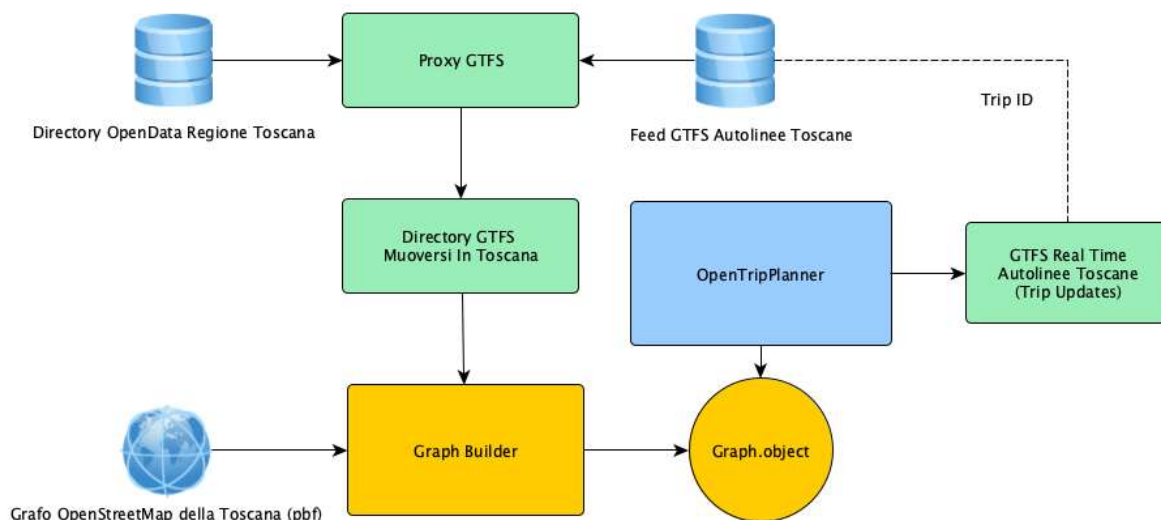 Proxy GTFS
Trip ID
Directory OpenData Regione Toscana
Feed GTFS Autolinee Toscane
Directory GTFS
Muoversi In Toscana
OpenTripPlanner
GTFS Real Time
Autolinee Toscane
(Trip Updates)
Graph Builder
Graph.object
Grafo OpenStreetMap della Toscana (pbf)